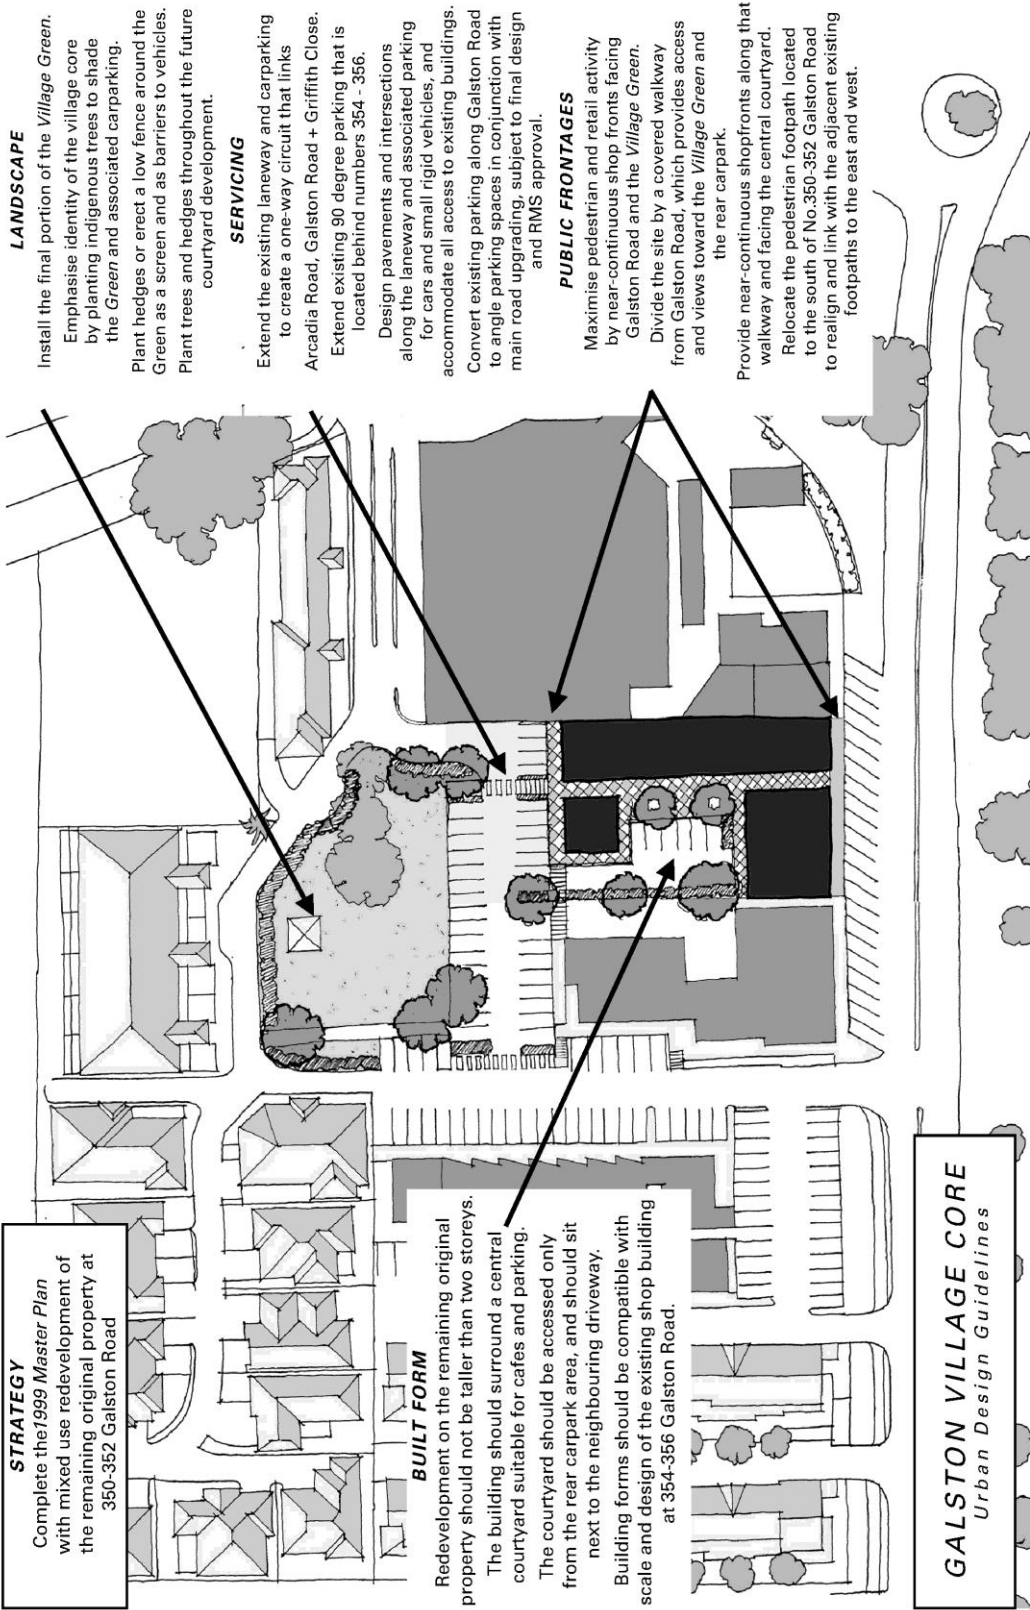 STRATEGY
Complete the1999 Master Plan
with mixed use redevelopment of
the remaining original property at
350-352 Galston Road
LANDSCAPE
Install the final portion of the Village Green.
Emphasise identity of the village core
by planting indigenous trees to shade
the Green and associated carparking.
Plant hedges or erect a low fence around the
Green as a screen and as barriers to vehicles.
Plant trees and hedges throughout the future
courtyard development.
SERVICING
Extend the existing laneway and carparking
to create a one-way circuit that links
Arcadia Road, Galston Road + Griffith Close.
Extend existing 90 degree parking that is
located behind numbers 354 - 356.
Design pavements and intersections
along the laneway and associated parking
for cars and small rigid vehicles, and
accommodate all access to existing buildings.
Convert existing parking along Galston Road
to angle parking spaces in conjunction with
main road upgrading, subject to final design
and RMS approval.
PUBLIC FRONTAGES
Maximise pedestrian and retail activity
by near-continuous shop fronts facing
Galston Road and the Village Green.
Divide the site by a covered walkway
from Galston Road, which provides access
and views toward the Village Green and
the rear carpark.
Provide near-continuous shopfronts along that
walkway and facing the central courtyard.
Relocate the pedestrian footpath located
to the south of No.350-352 Galston Road
to realign and link with the adjacent existing
footpaths to the east and west.
BUILT FORM
Redevelopment on the remaining original
property should not be taller than two storeys.
The building should surround a central
courtyard suitable for cafes and parking.
The courtyard should be accessed only
from the rear carpark area, and should sit
next to the neighbouring driveway.
Building forms should be compatible with
scale and design of the existing shop building
at 354-356 Galston Road.
GALSTON VILLAGE CORE
Urban Design Guidelines